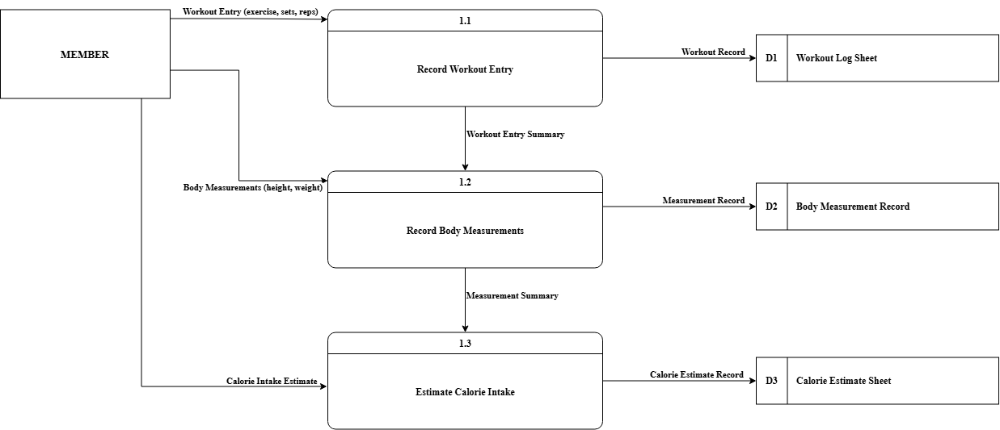 Workout Entry (exercise, sets, reps)
1.1
MEMBER
Record Workout Entry
Workout Record
D1
Workout Log Sheet
Workout Entry Summary
Body Measurements (height, weight)
1.2
Record Body Measurements
Measurement Record
D2
Body Measurement Record
Measurement Summary
1.3
Calorie Intake Estimate
Estimate Calorie Intake
Calorie Estimate Record
D3
Calorie Estimate Sheet